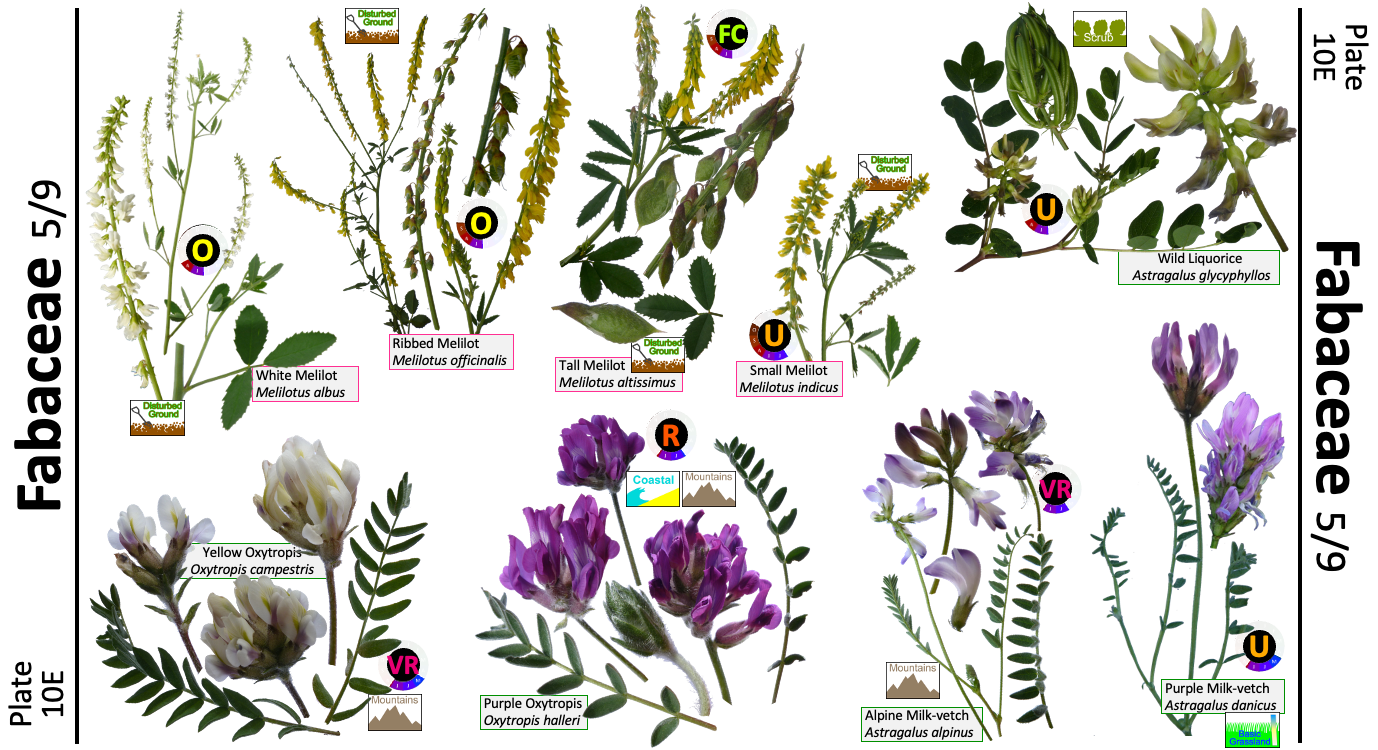 Fabaceae 5/9
Plate
10E
Disturbed
Ground
O
White Melilot
Melilotus albus
Disturbed
Ground
O
Ribbed Melilot
Melilotus officinalis
FC
Tall Melilot
Melilotus altissimus
Disturbed
Ground
Disturbed
Ground
U
Small Melilot
Melilotus indicus
Scrub
U
Wild Liquorice
Astragalus glycyphyllos
Yellow Oxytropis
Oxytropis campestris
VR
Mountains
R
Coastal
Mountains
Purple Oxytropis
Oxytropis halleri
VR
Mountains
Alpine Milk-vetch
Astragalus alpinus
U
Purple Milk-vetch
Astragalus danicus
Basic
Grassland
Plate
10E
Fabaceae 5/9